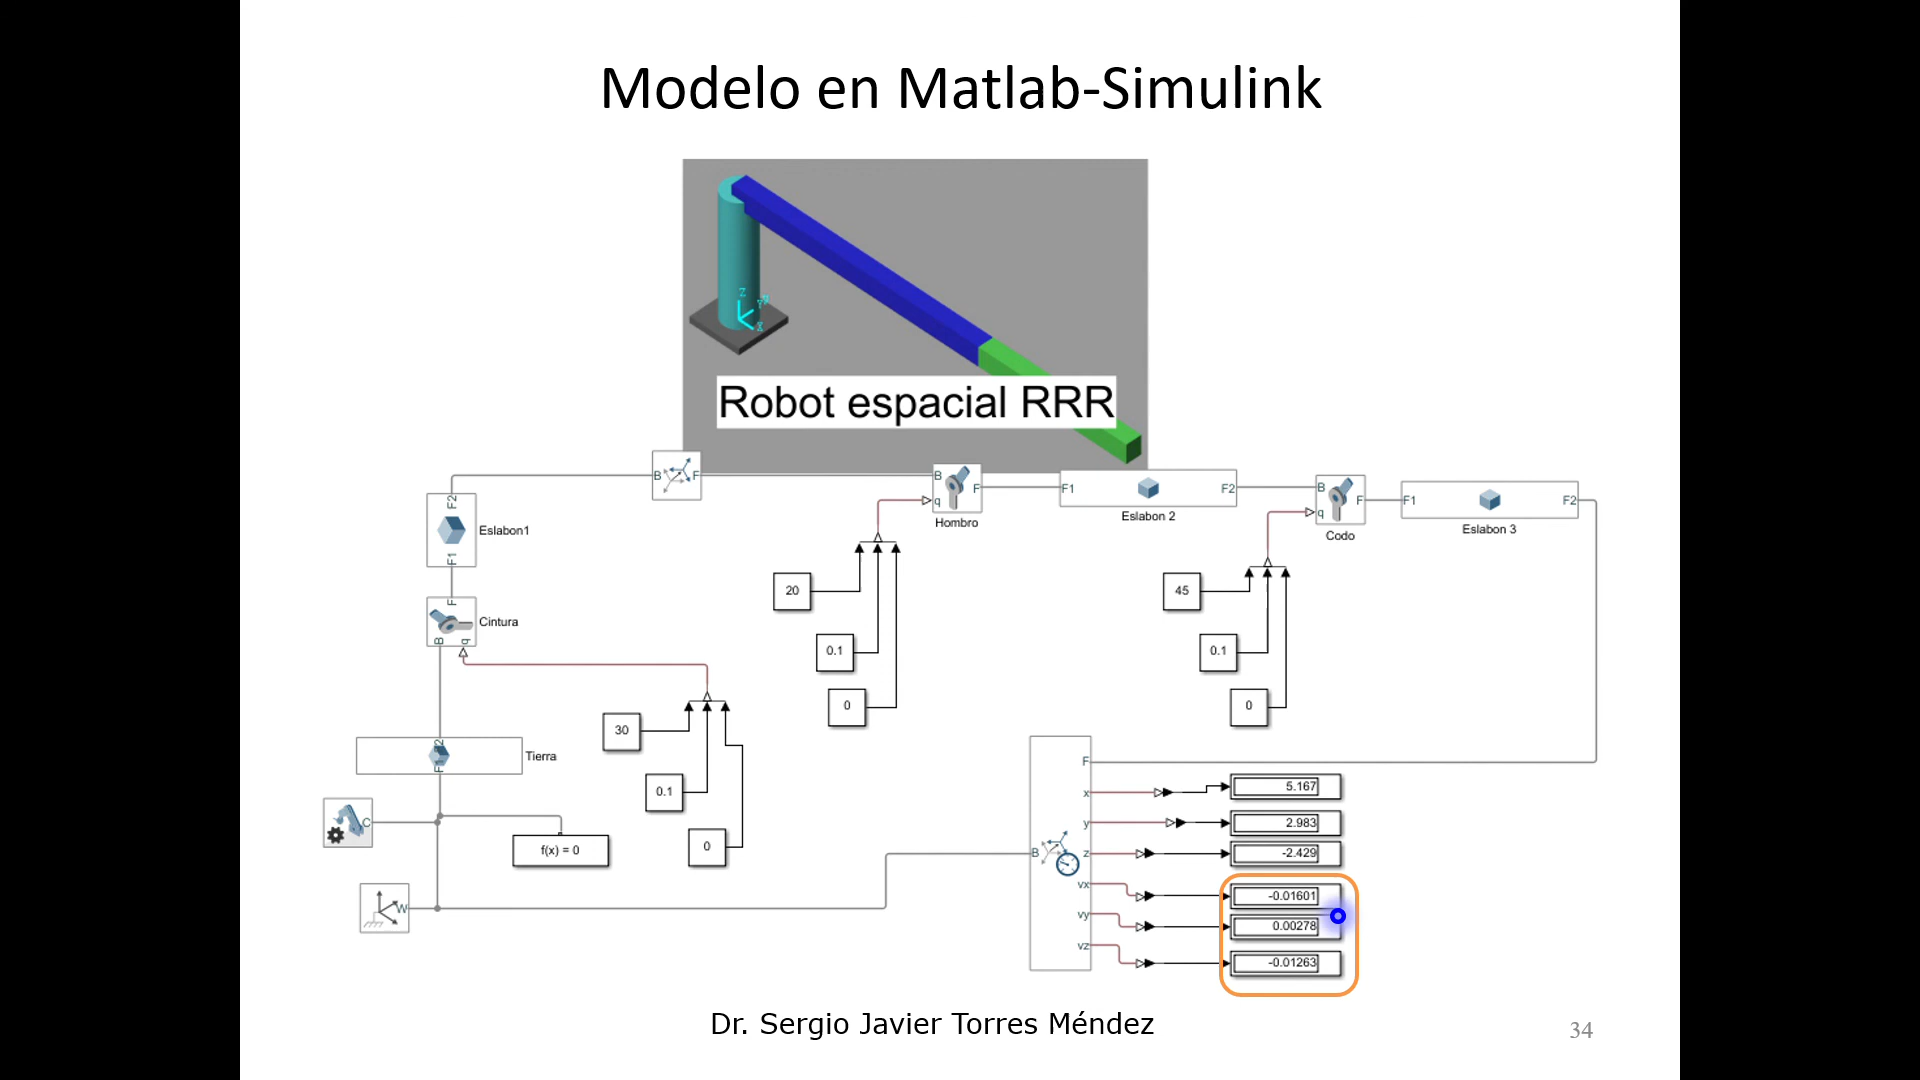 Modelo en Matlab-Simulink
Z
Y
X
Robot espacial RRR
B
F
B
F
q
Hombro
F1
F2
Eslabon 2
B
F
q
Codo
F1
F2
Eslabon 3
F2
Eslabon1
F1
F
Cintura
B
q
20
0.1
0
45
0.1
0
30
0.1
0
F2
F1
Tierra
C
f(x) = 0
W
F
x
5.167
y
2.983
B
z
-2.429
vx
-0.01601
vy
0.00278
vz
-0.01263
Dr. Sergio Javier Torres Méndez
34